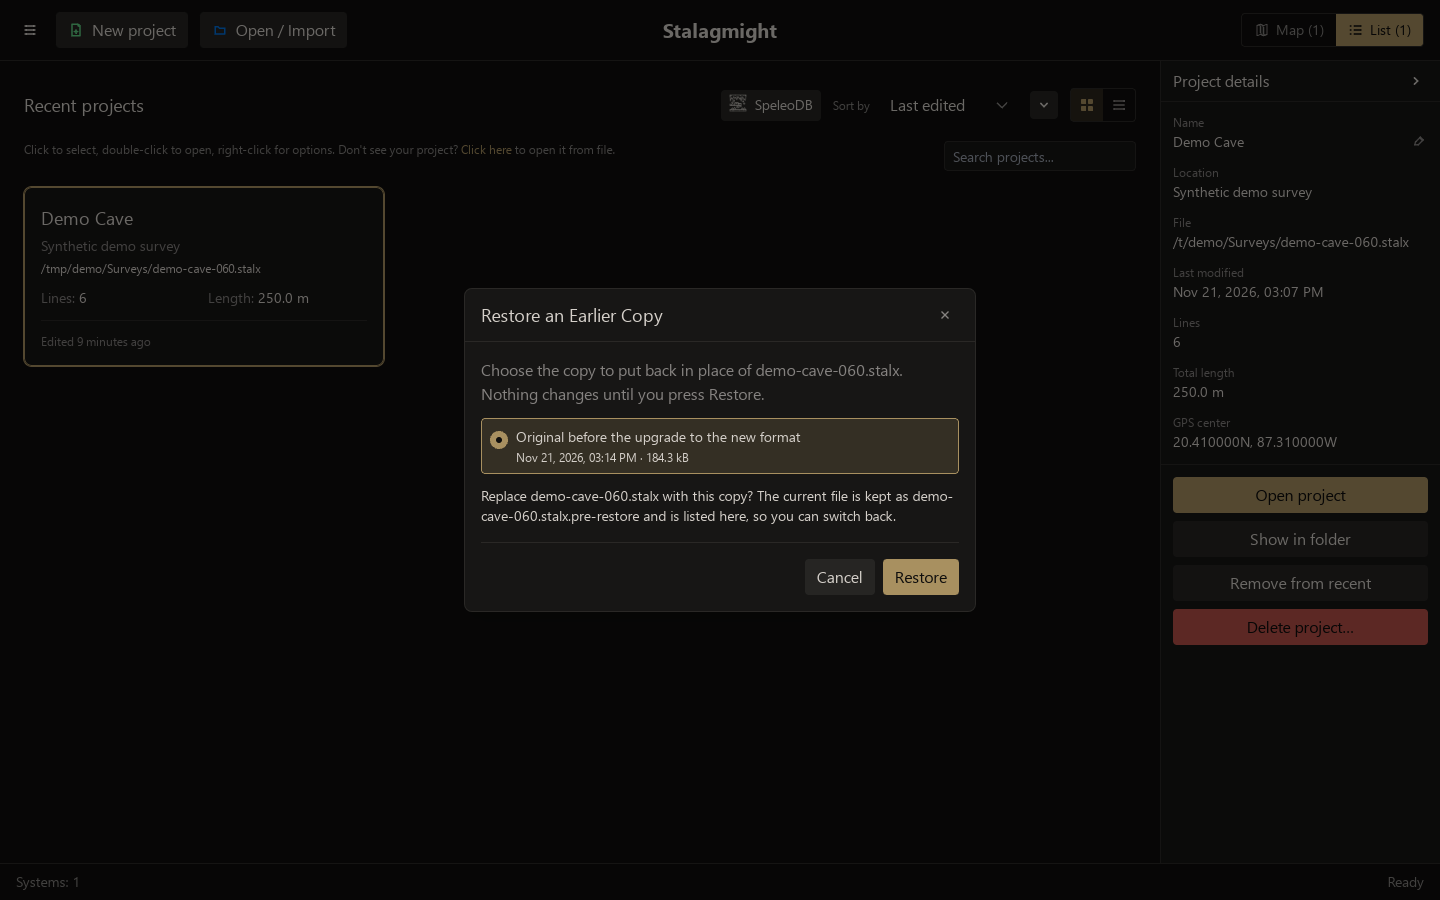 New project
Open / Import
Stalagmight
Map (1)
List (1)
Recent projects
SpeleoDB
Sort by
Last edited
Click to select, double-click to open, right-click for options. Don't see your project? Click here to open it from file.
Search projects...
Demo Cave
Synthetic demo survey
/tmp/demo/Surveys/demo-cave-060.stalx
Lines: 6
Length: 250.0 m
Edited 9 minutes ago
Restore an Earlier Copy
×
Choose the copy to put back in place of demo-cave-060.stalx.
Nothing changes until you press Restore.
Original before the upgrade to the new format
Nov 21, 2026, 03:14 PM · 184.3 kB
Replace demo-cave-060.stalx with this copy? The current file is kept as demo-
cave-060.stalx.pre-restore and is listed here, so you can switch back.
Cancel
Restore
Project details
Name
Demo Cave
Location
Synthetic demo survey
File
/t/demo/Surveys/demo-cave-060.stalx
Last modified
Nov 21, 2026, 03:07 PM
Lines
6
Total length
250.0 m
GPS center
20.410000N, 87.310000W
Open project
Show in folder
Remove from recent
Delete project...
Systems: 1
Ready